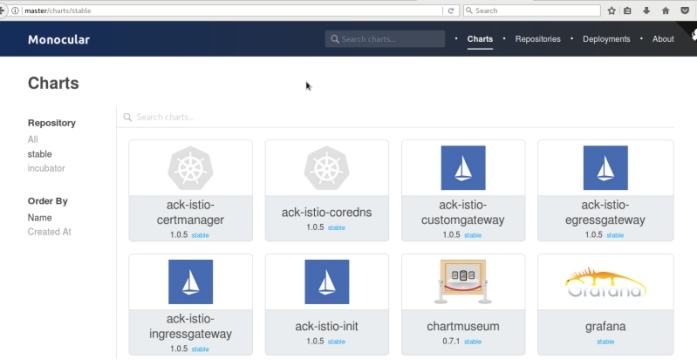 master/charts/stable
Search
Monocular
Search charts...
Charts
Repositories
Deployments
About
Charts
Repository
All
stable
incubator
Order By
Name
Created At
Search charts...
ack-istio-
certmanager
1.0.5 stable
ack-istio-coredns
1.0.5 stable
ack-istio-
customgateway
1.0.5 stable
ack-istio-
egressgateway
1.0.5 stable
ack-istio-
ingressgateway
1.0.5 stable
ack-istio-init
1.0.5 stable
chartmuseum
0.7.1 stable
Grafana
grafana
stable